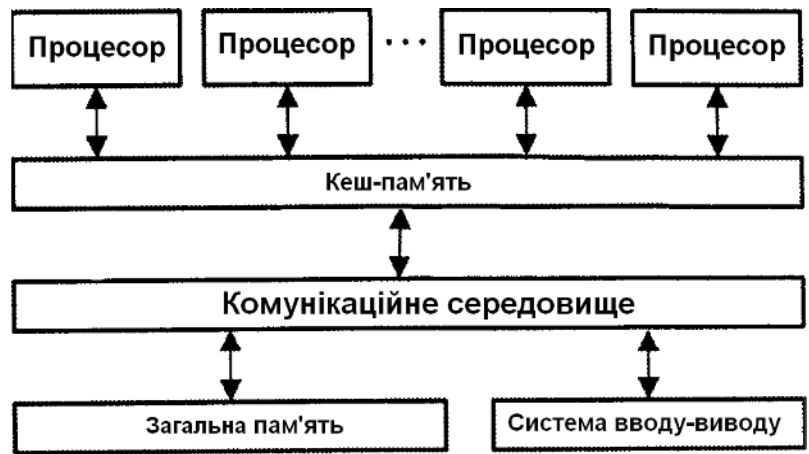 Процесор Процесор ... Процесор Процесор
Кеш-пам'ять
Комунікаційне середовище
Загальна пам'ять Система вводу-виводу